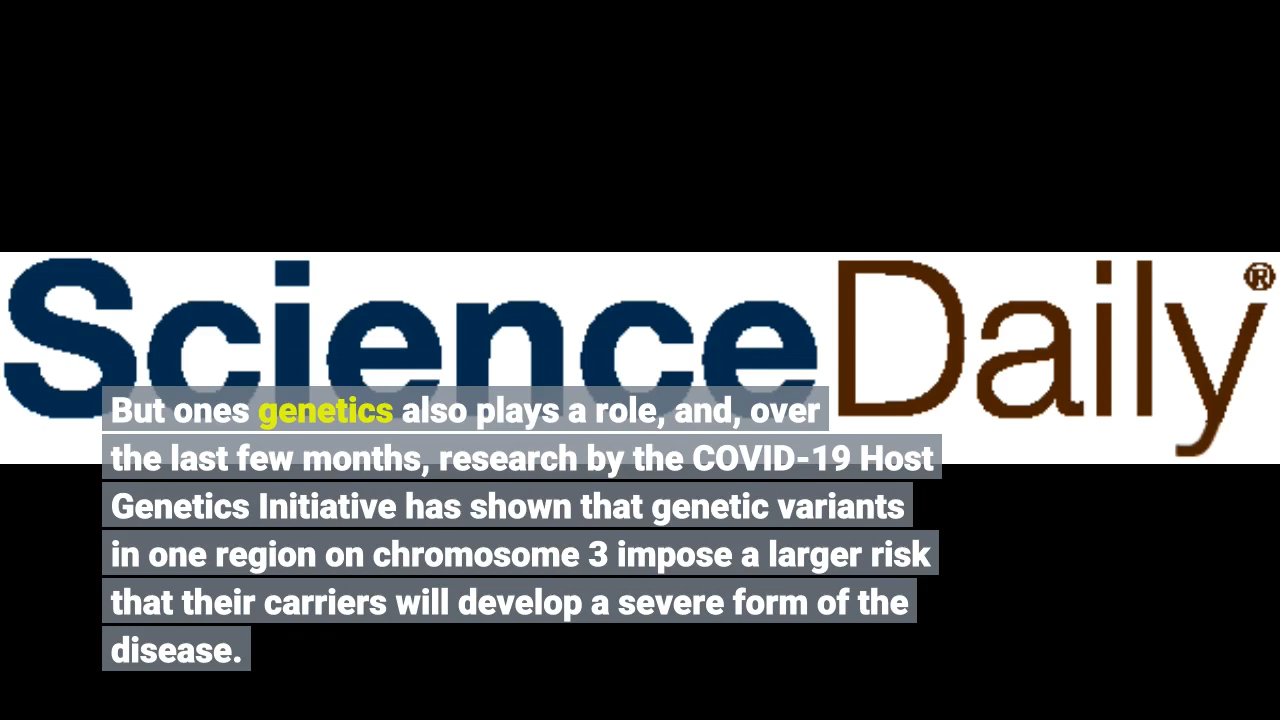 ScienceDaily®
But ones genetics also plays a role, and, over
the last few months, research by the COVID-19 Host
Genetics Initiative has shown that genetic variants
in one region on chromosome 3 impose a larger risk
that their carriers will develop a severe form of the
disease.